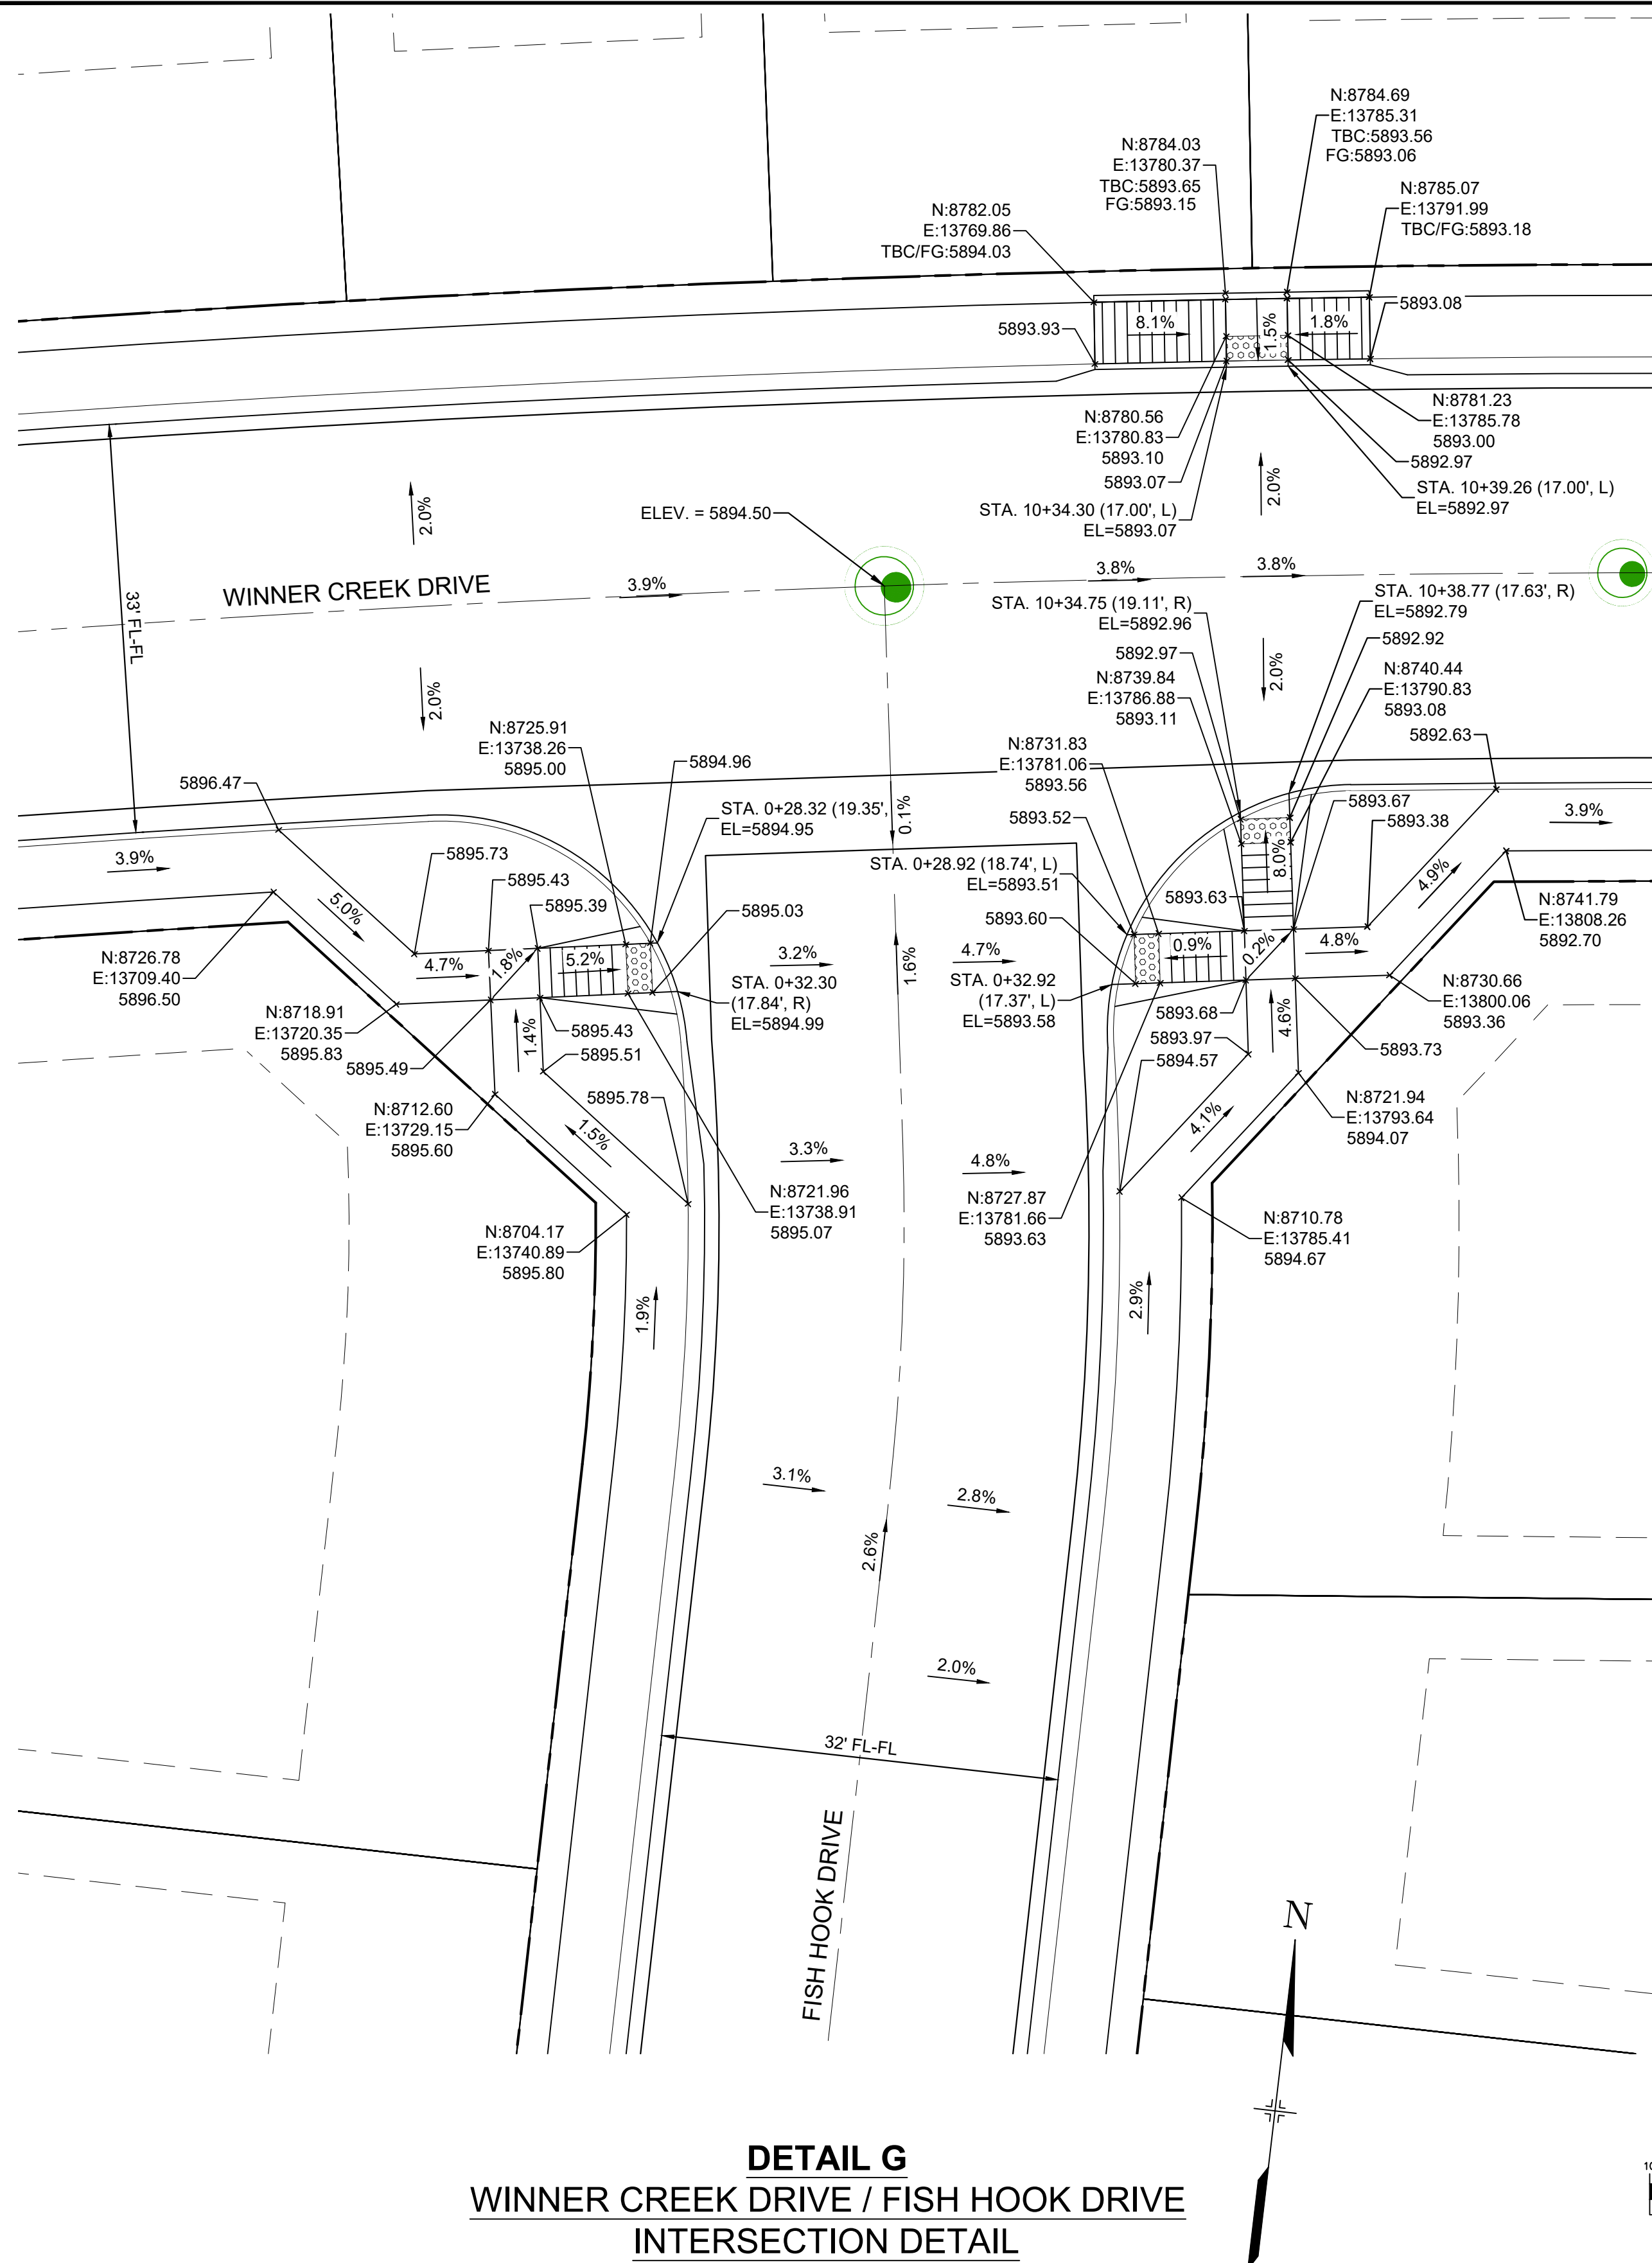 N:8784.69
E:13785.31
TBC:5893.56
FG:5893.06
N:8784.03
E:13780.37
TBC:5893.65
FG:5893.15
N:8785.07
E:13791.99
TBC/FG:5893.18
N:8782.05
E:13769.86
TBC/FG:5894.03
5893.93
8.1%
1.5%
1.8%
5893.08
N:8780.56
E:13780.83
5893.10
5893.07
STA. 10+34.30 (17.00', L)
EL=5893.07
N:8781.23
E:13785.78
5893.00
5892.97
STA. 10+39.26 (17.00', L)
EL=5892.97
2.0%
2.0%
ELEV. = 5894.50
WINNER CREEK DRIVE
3.9%
3.8%
3.8%
33' FL-FL
STA. 10+34.75 (19.11', R)
EL=5892.96
5892.97
N:8739.84
E:13786.88
5893.11
STA. 10+38.77 (17.63', R)
EL=5892.79
5892.92
N:8740.44
E:13790.83
5893.08
5892.63
2.0%
2.0%
N:8725.91
E:13738.26
5895.00
5894.96
5896.47
STA. 0+28.32 (19.35',
EL=5894.95
0.1%
N:8731.83
E:13781.06
5893.56
5893.52
STA. 0+28.92 (18.74', L)
EL=5893.51
5893.67
5893.38
3.9%
3.9%
5895.73
5895.43
5895.39
5895.03
5893.60
5893.63
8.0%
4.9%
5.0%
4.7%
1.8%
5.2%
3.2%
1.6%
4.7%
0.9%
0.2%
4.8%
N:8741.79
E:13808.26
5892.70
N:8726.78
E:13709.40
5896.50
STA. 0+32.30
(17.84', R)
EL=5894.99
STA. 0+32.92
(17.37', L)
EL=5893.58
N:8730.66
E:13800.06
5893.36
N:8718.91
E:13720.35
5895.83
5895.49
1.4%
5895.43
5895.51
5893.68
5893.97
5894.57
4.6%
5893.73
N:8712.60
E:13729.15
5895.60
5895.78
1.5%
4.1%
N:8721.94
E:13793.64
5894.07
3.3%
4.8%
N:8721.96
E:13738.91
5895.07
N:8727.87
E:13781.66
5893.63
N:8704.17
E:13740.89
5895.80
N:8710.78
E:13785.41
5894.67
1.9%
2.9%
3.1%
2.8%
2.6%
2.0%
32' FL-FL
FISH HOOK DRIVE
N
DETAIL G
WINNER CREEK DRIVE / FISH HOOK DRIVE
INTERSECTION DETAIL